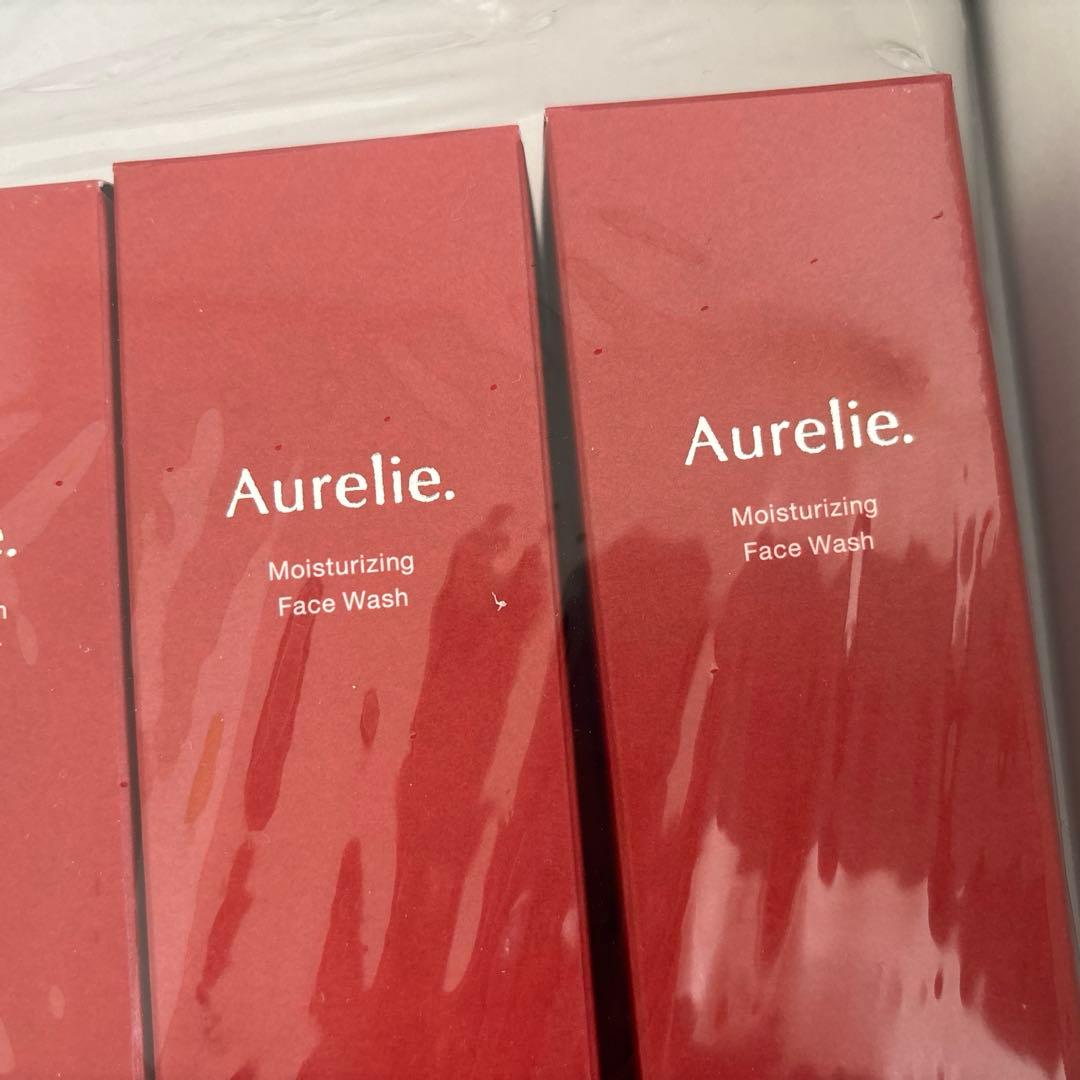 Aurelie.
Moisturizing
Face Wash
Aurelie.
Moisturizing
Face Wash